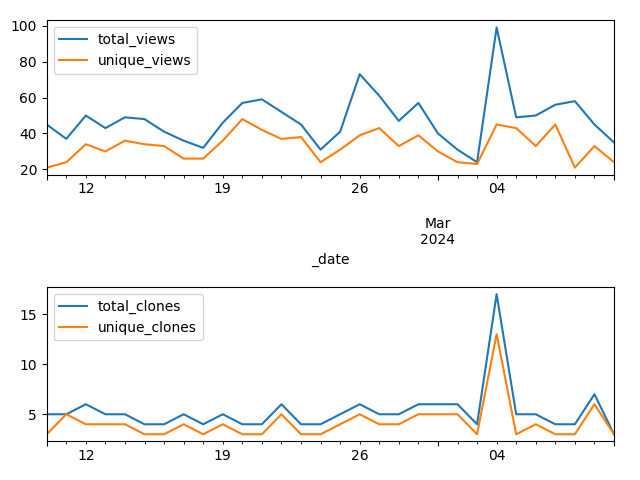 100
80
60
40
20
total_views
unique_views
12
19
26
04
Mar
2024
_date
15
10
5
total_clones
unique_clones
12
19
26
04